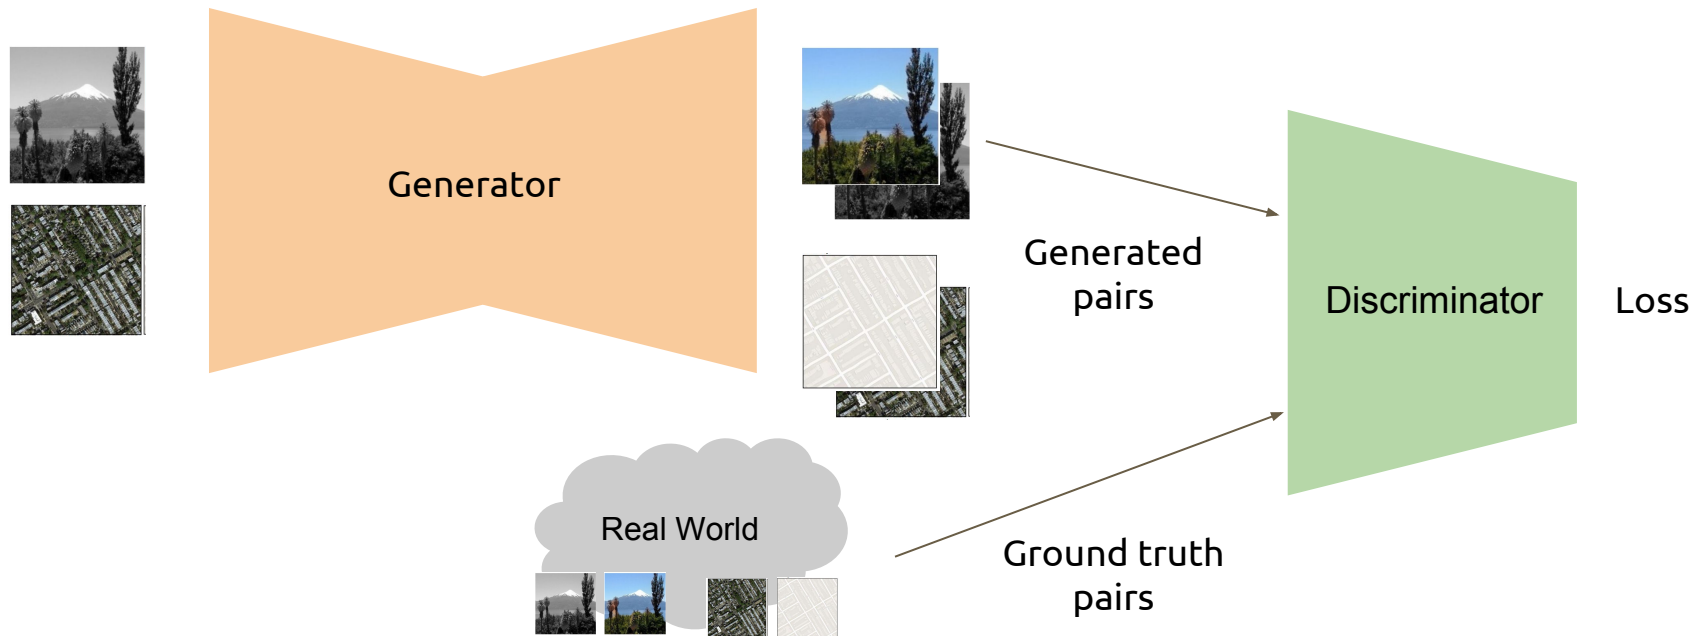 Generator
Generated
pairs
Discriminator
Loss
Real World
Ground truth
pairs